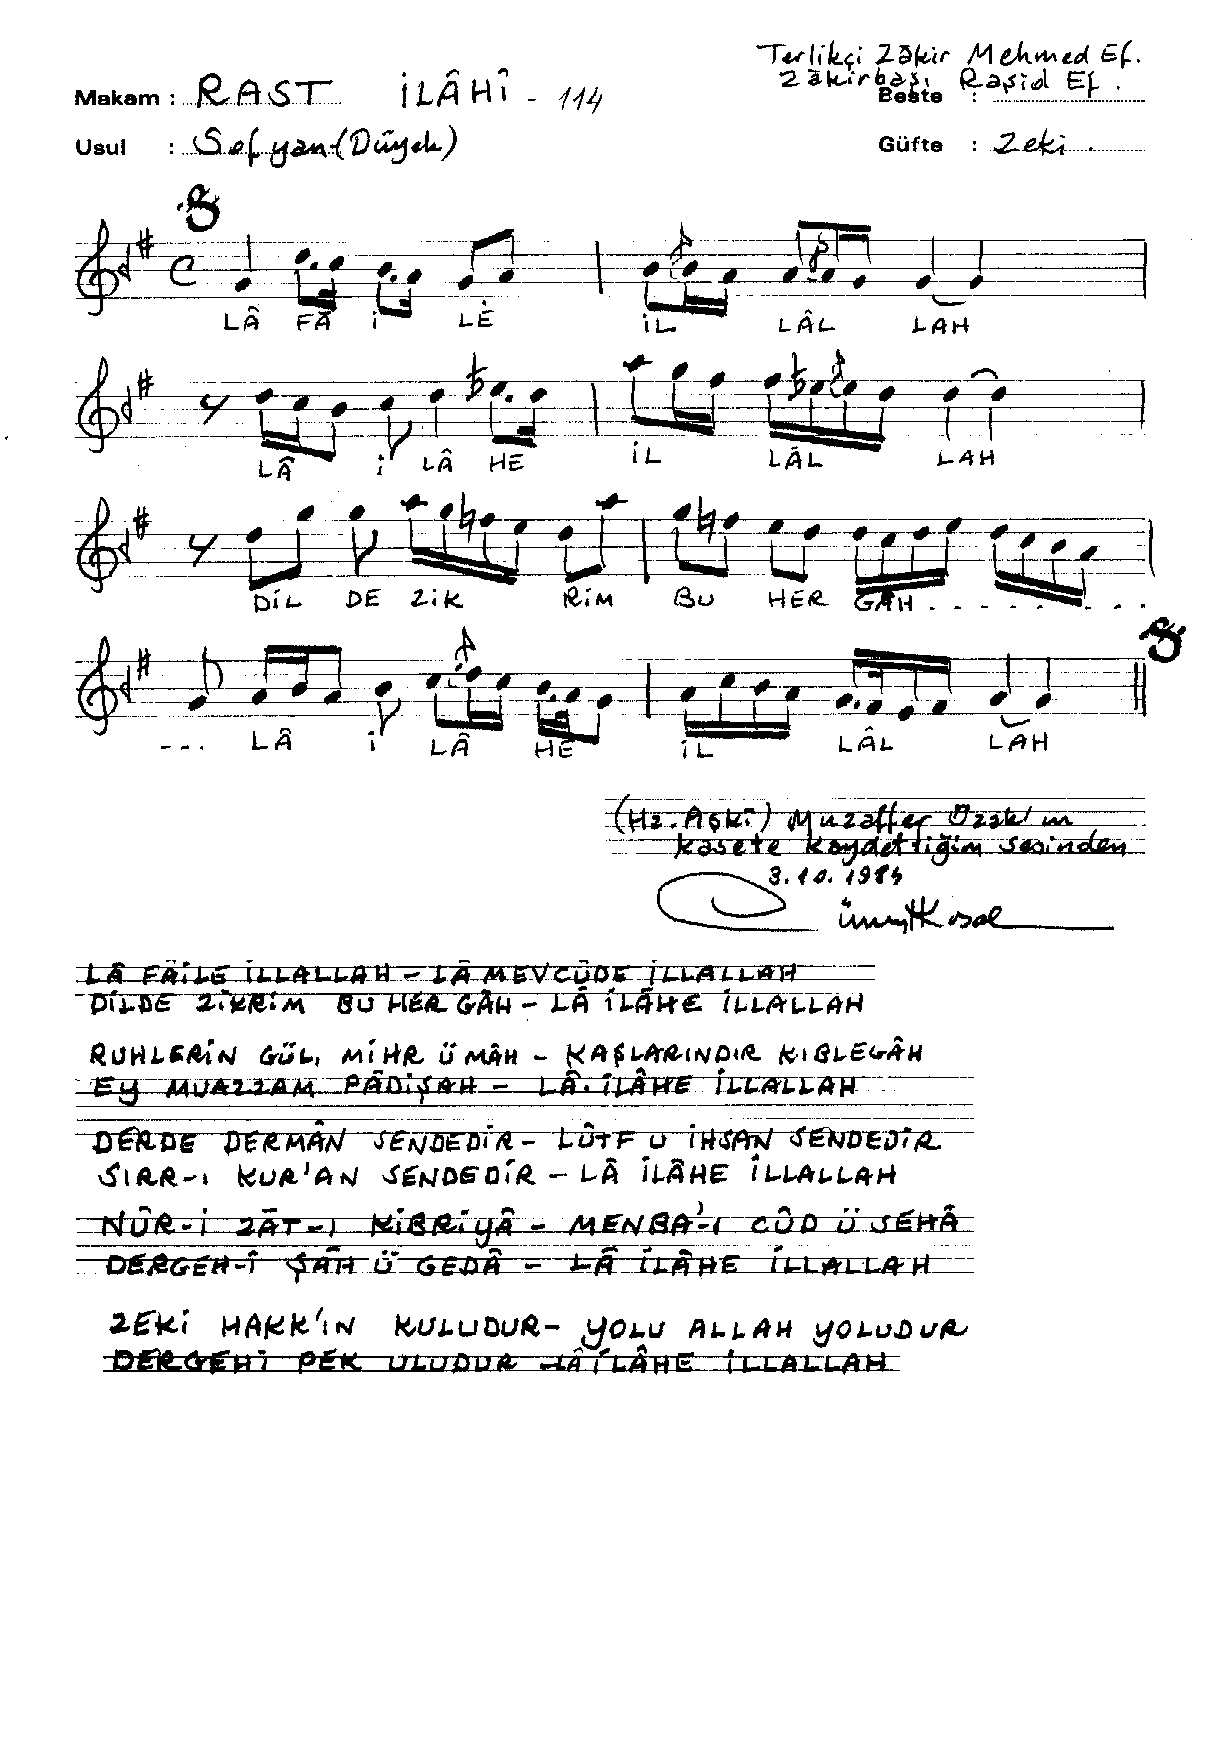 Terlikçi Zâkir Mehmed Ef.
Zâkirbaşı Raşid Ef.
Makam : RAST İLÂHÎ - 114 Beste :
Usul : Sofyan (Düyek) Güfte : Zeki
LÂ FÂ İ LE İL LÂL LAH
LÂ İ LÂ HE İL LÂL LAH
DİL DE ZİK RİM BU HER GÂH . . . . . . . .
- - - LÂ İ LÂ HE İL LÂL LAH
(Hz. Aşkî) Muzaffer Özak'ın
kasete kaydettiğim sesinden
3.10.1984
LÂ FÂİLE İLLALLAH - LÂ MEVCÛDE İLLALLAH
DİLDE ZİKRİM BU HER GÂH - LÂ İLÂHE İLLALLAH
RUHLERİN GÜL, MİHR Ü MÂH - KAŞLARINDIR KIBLEGÂH
EY MUAZZAM PÂDİŞAH - LÂ İLÂHE İLLALLAH
DERDE DERMÂN SENDEDİR - LÛTF U İHSAN SENDEDİR
SIRR-I KUR'AN SENDEDİR - LÂ İLÂHE İLLALLAH
NÛR-İ ZÂT-I KİBRİYÂ - MENBA'-I CÛD Ü SEHÂ
DERGEH-Î ŞÂH Ü GEDÂ - LÂ İLÂHE İLLALLAH
ZEKİ HAKK'IN KULUDUR - YOLU ALLAH YOLUDUR
DERGEHİ PEK ULUDUR - LÂ İLÂHE İLLALLAH